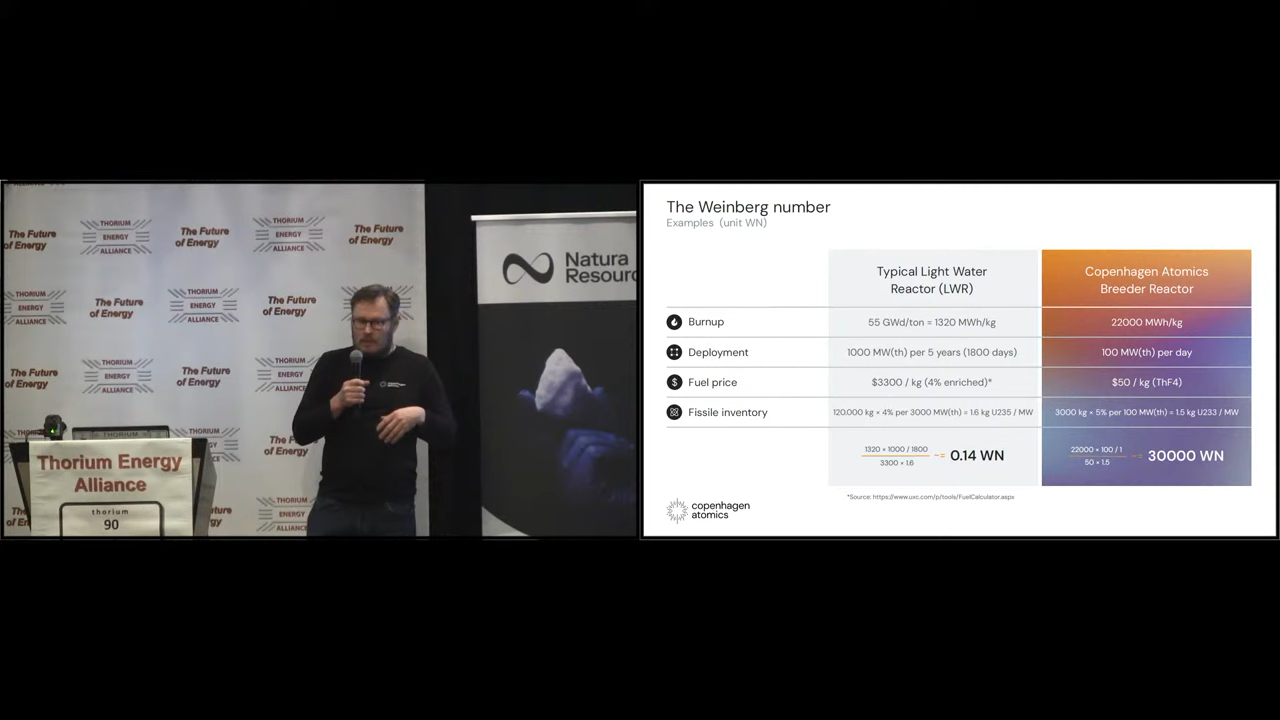 THORIUM
ENERGY
ALLIANCE
The Future
of Energy
Natura
Thorium Energy
Alliance
thorium
90
The Weinberg number
Examples (unit WN)
Typical Light Water
Reactor (LWR)
Copenhagen Atomics
Breeder Reactor
Burnup
55 GWd/ton = 1320 MWh/kg
22000 MWh/kg
Deployment
1000 MW(th) per 5 years (1800 days)
100 MW(th) per day
Fuel price
$3300 / kg (4% enriched)*
$50 / kg (ThF4)
Fissile inventory
120.000 kg × 4% per 3000 MW(th) = 1.6 kg U235 / MW
3000 kg × 5% per 100 MW(th) = 1.5 kg U233 / MW
1320 × 1000 / 1800
3300 × 1.6
~= 0.14 WN
22000 × 100 / 1
50 × 1.5
~= 30000 WN
*Source: https://www.uxc.com/p/tools/FuelCalculator.aspx
copenhagen
atomics